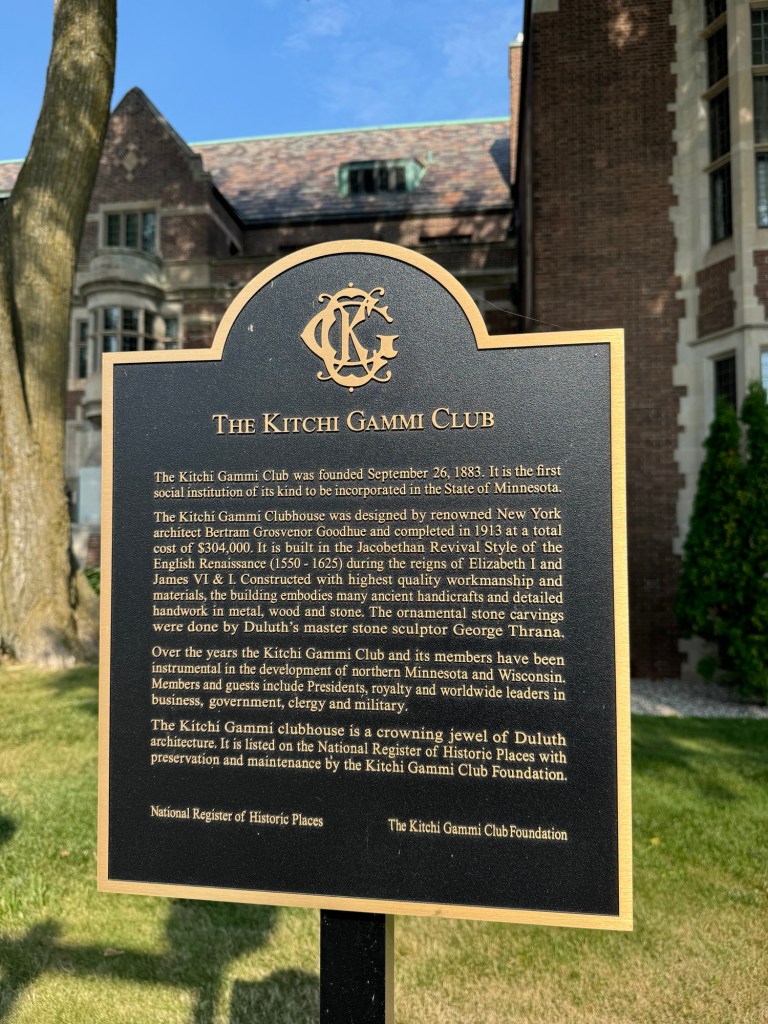 THE KITCHI GAMMI CLUB
The Kitchi Gammi Club was founded September 26, 1883. It is the first
social institution of its kind to be incorporated in the State of Minnesota.
The Kitchi Gammi Clubhouse was designed by renowned New York
architect Bertram Grosvenor Goodhue and completed in 1913 at a total
cost of $304,000. It is built in the Jacobethan Revival Style of the
English Renaissance (1550 - 1625) during the reigns of Elizabeth I and
James VI & I. Constructed with highest quality workmanship and
materials, the building embodies many ancient handicrafts and detailed
handwork in metal, wood and stone. The ornamental stone carvings
were done by Duluth's master stone sculptor George Thrana.
Over the years the Kitchi Gammi Club and its members have been
instrumental in the development of northern Minnesota and Wisconsin.
Members and guests include Presidents, royalty and worldwide leaders in
business, government, clergy and military.
The Kitchi Gammi clubhouse is a crowning jewel of Duluth
architecture. It is listed on the National Register of Historic Places with
preservation and maintenance by the Kitchi Gammi Club Foundation.
National Register of Historic Places
The Kitchi Gammi Club Foundation